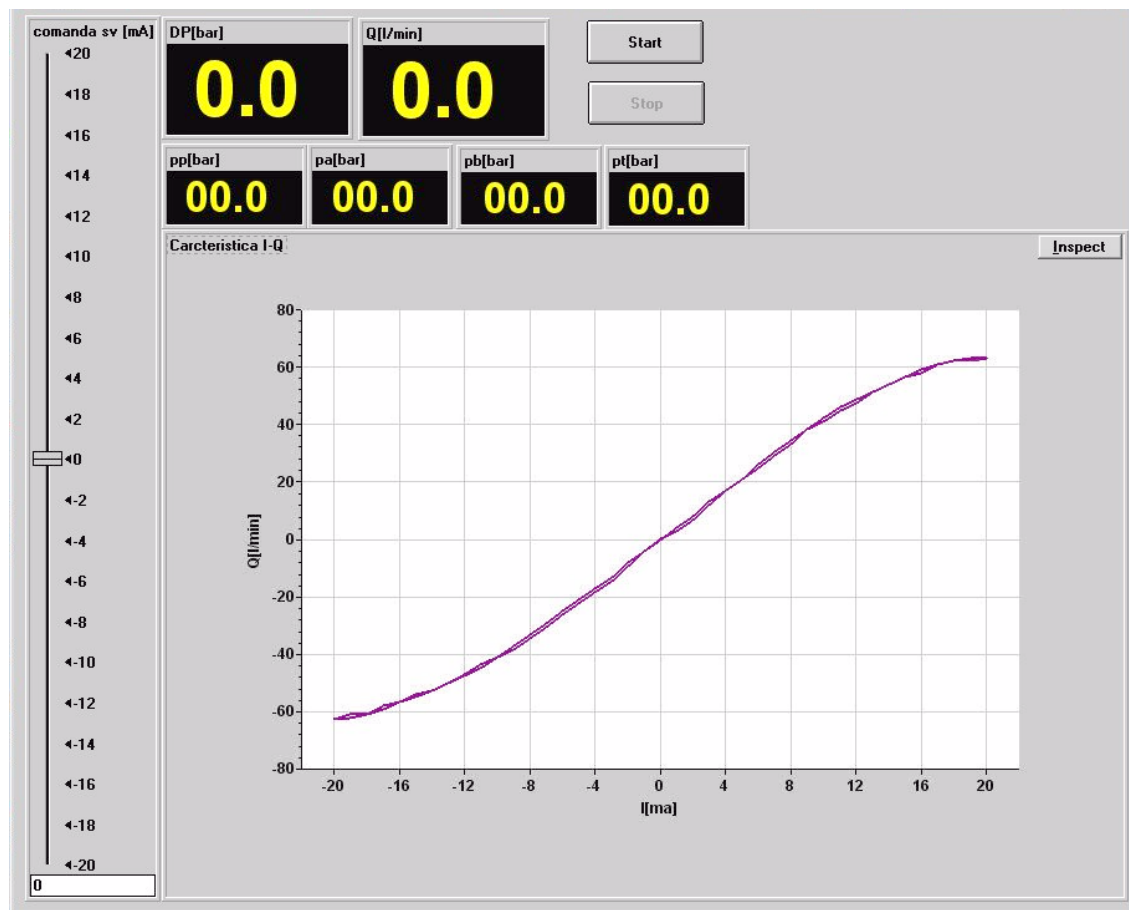 comanda sv [mA]
◄20
◄18
◄16
◄14
◄12
◄10
◄8
◄6
◄4
◄2
◄0
◄-2
◄-4
◄-6
◄-8
◄-10
◄-12
◄-14
◄-16
◄-18
◄-20
0
DP[bar]
0.0
Q[l/min]
0.0
Start
Stop
pp[bar]
00.0
pa[bar]
00.0
pb[bar]
00.0
pt[bar]
00.0
Carcteristica I-Q
Inspect
80
60
40
20
0
-20
-40
-60
-80
Q[l/min]
-20 -16 -12 -8 -4 0 4 8 12 16 20
I[ma]